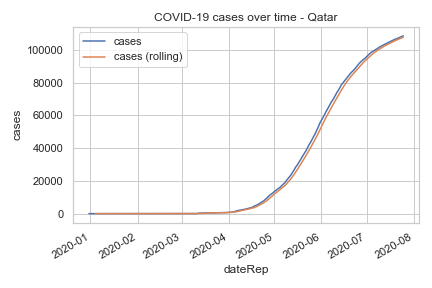 COVID-19 cases over time - Qatar
cases
cases (rolling)
100000
80000
60000
40000
20000
0
cases
2020-01
2020-02
2020-03
2020-04
2020-05
2020-06
2020-07
2020-08
dateRep